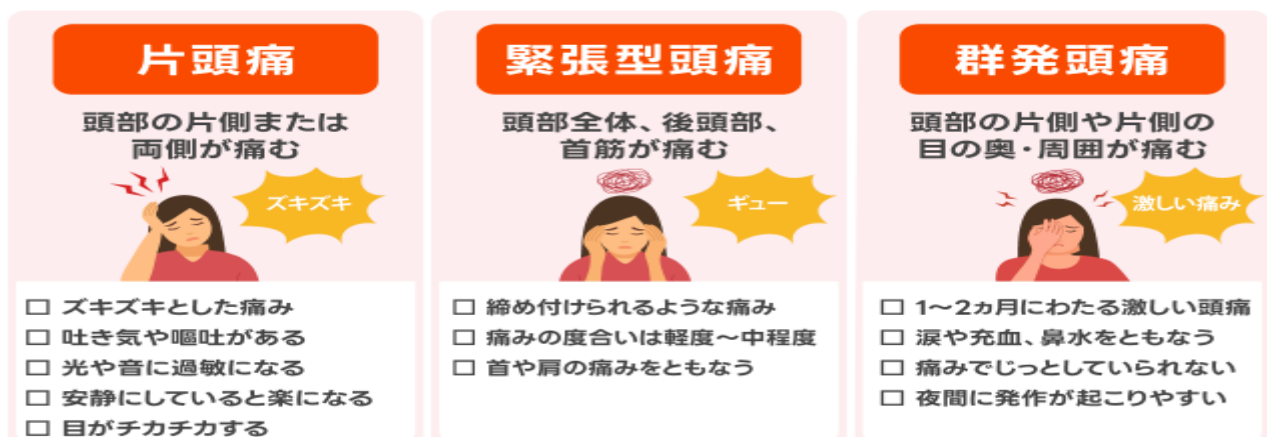 片頭痛
頭部の片側または
両側が痛む
ズキズキ
□ ズキズキとした痛み
□ 吐き気や嘔吐がある
□ 光や音に過敏になる
□ 安静にしていると楽になる
□ 目がチカチカする
緊張型頭痛
頭部全体、後頭部、
首筋が痛む
ギュー
□ 締め付けられるような痛み
□ 痛みの度合いは軽度～中程度
□ 首や肩の痛みをともなう
群発頭痛
頭部の片側や片側の
目の奥・周囲が痛む
激しい痛み
□ 1～2ヵ月にわたる激しい頭痛
□ 涙や充血、鼻水をともなう
□ 痛みでじっとしていられない
□ 夜間に発作が起こりやすい